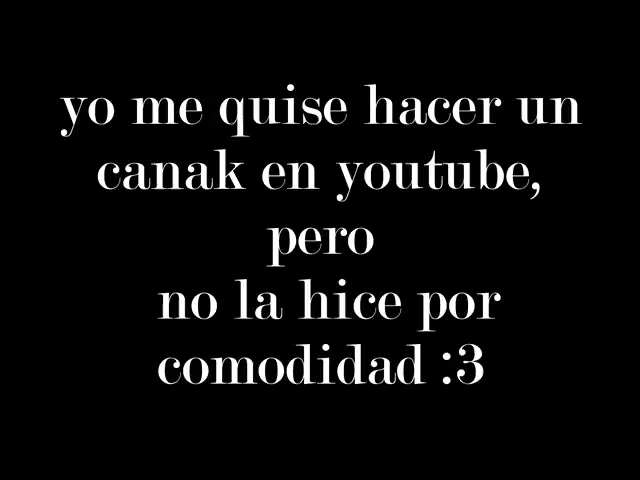 yo me quise hacer un
canak en youtube,
pero
no la hice por
comodidad :3